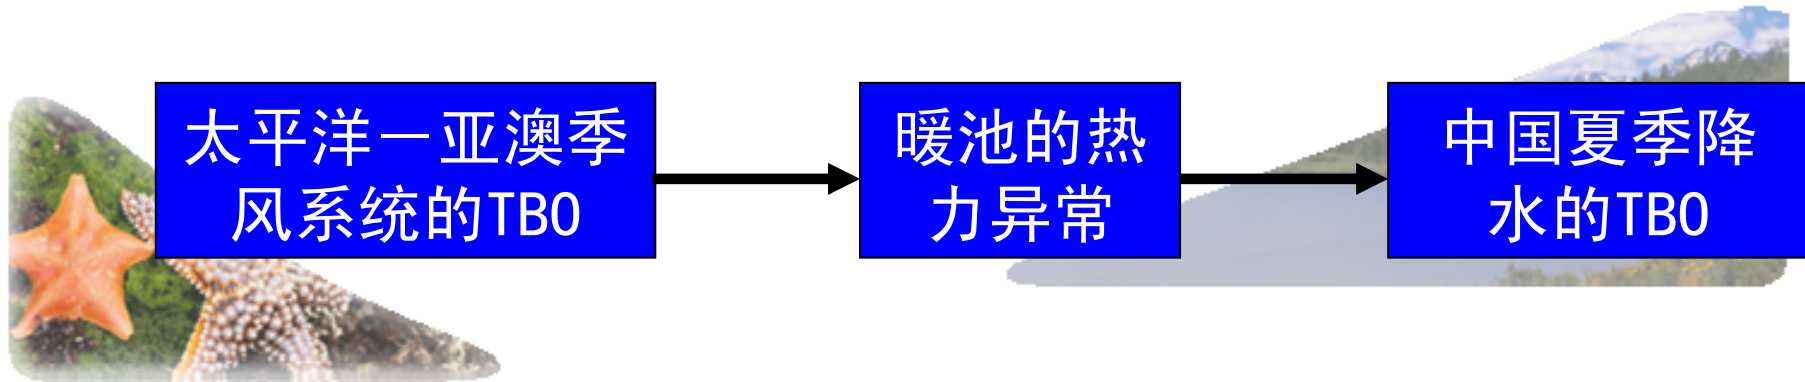 太平洋—亚澳季
风系统的TBO
暖池的热
力异常
中国夏季降
水的TBO